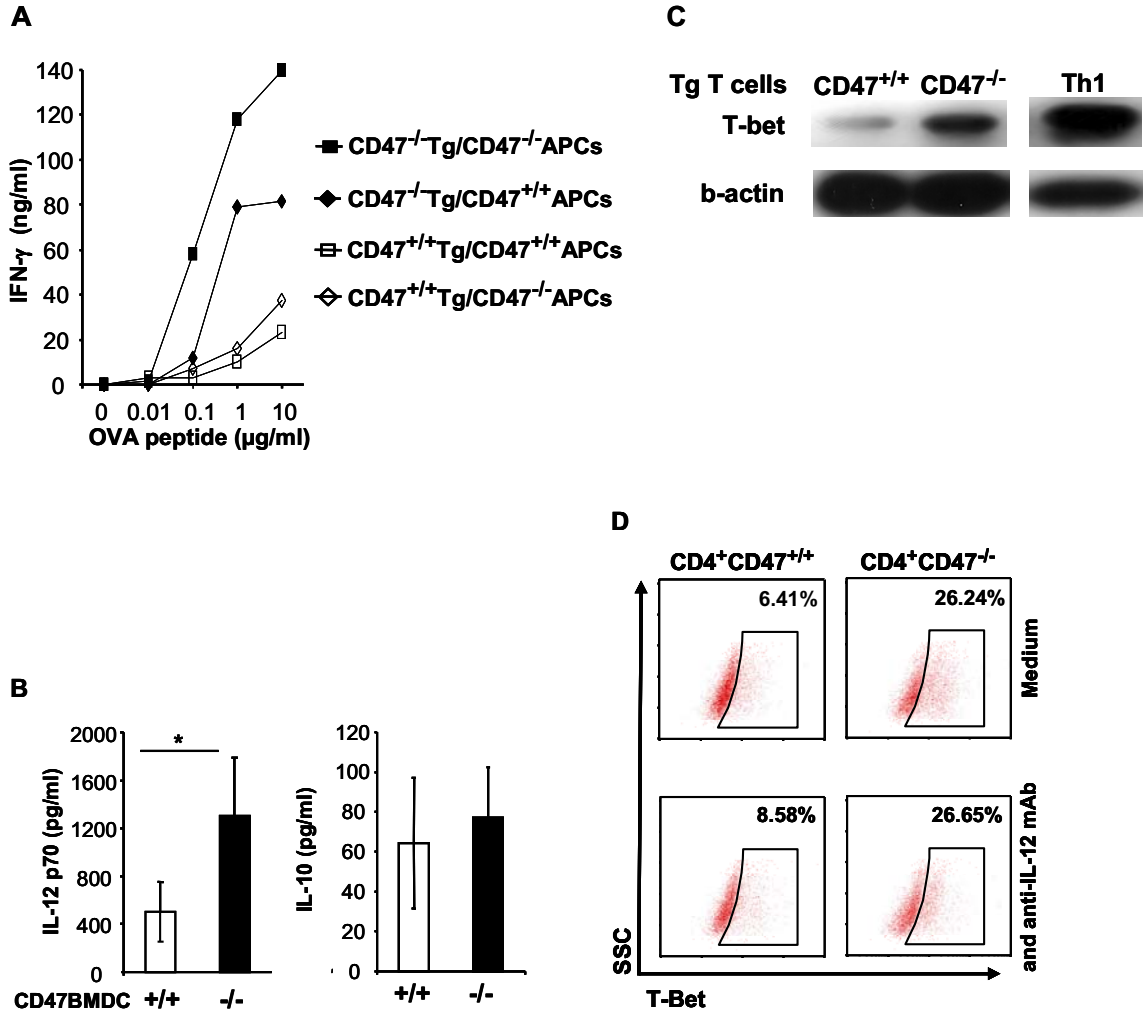 A
140
120
100
80
60
40
20
0
IFN-γ (ng/ml)
0 0.01 0.1 1 10
OVA peptide (µg/ml)
CD47-/-Tg/CD47-/-APCs
CD47-/-Tg/CD47+/+APCs
CD47+/+Tg/CD47+/+APCs
CD47+/+Tg/CD47-/-APCs
C
Tg T cells CD47+/+ CD47-/- Th1
T-bet
b-actin
B
2000
1600
1200
800
400
0
IL-12 p70 (pg/ml)
*
CD47BMDC +/+ -/-
120
100
80
60
40
20
0
IL-10 (pg/ml)
+/+ -/-
D
CD4+CD47+/+ CD4+CD47-/-
6.41% 26.24%
Medium
8.58% 26.65%
and anti-IL-12 mAb
SSC
T-Bet